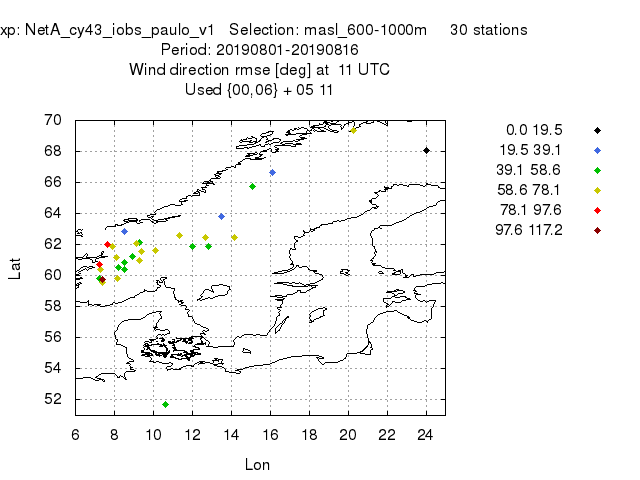 xp: NetA_cy43_iobs_paulo_v1 Selection: masl_600-1000m 30 stations
Period: 20190801-20190816
Wind direction rmse [deg] at 11 UTC
Used {00,06} + 05 11
70
68
66
64
62
60
58
56
54
52
Lat
6 8 10 12 14 16 18 20 22 24
Lon
0.0 19.5
19.5 39.1
39.1 58.6
58.6 78.1
78.1 97.6
97.6 117.2